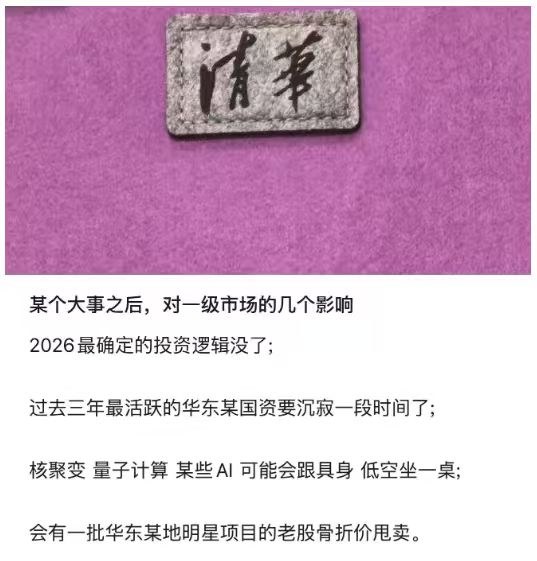 清華
某个大事之后，对一级市场的几个影响
2026最确定的投资逻辑没了;
过去三年最活跃的华东某国资要沉寂一段时间了;
核聚变 量子计算 某些AI 可能会跟具身 低空坐一桌;
会有一批华东某地明星项目的老股骨折价甩卖。